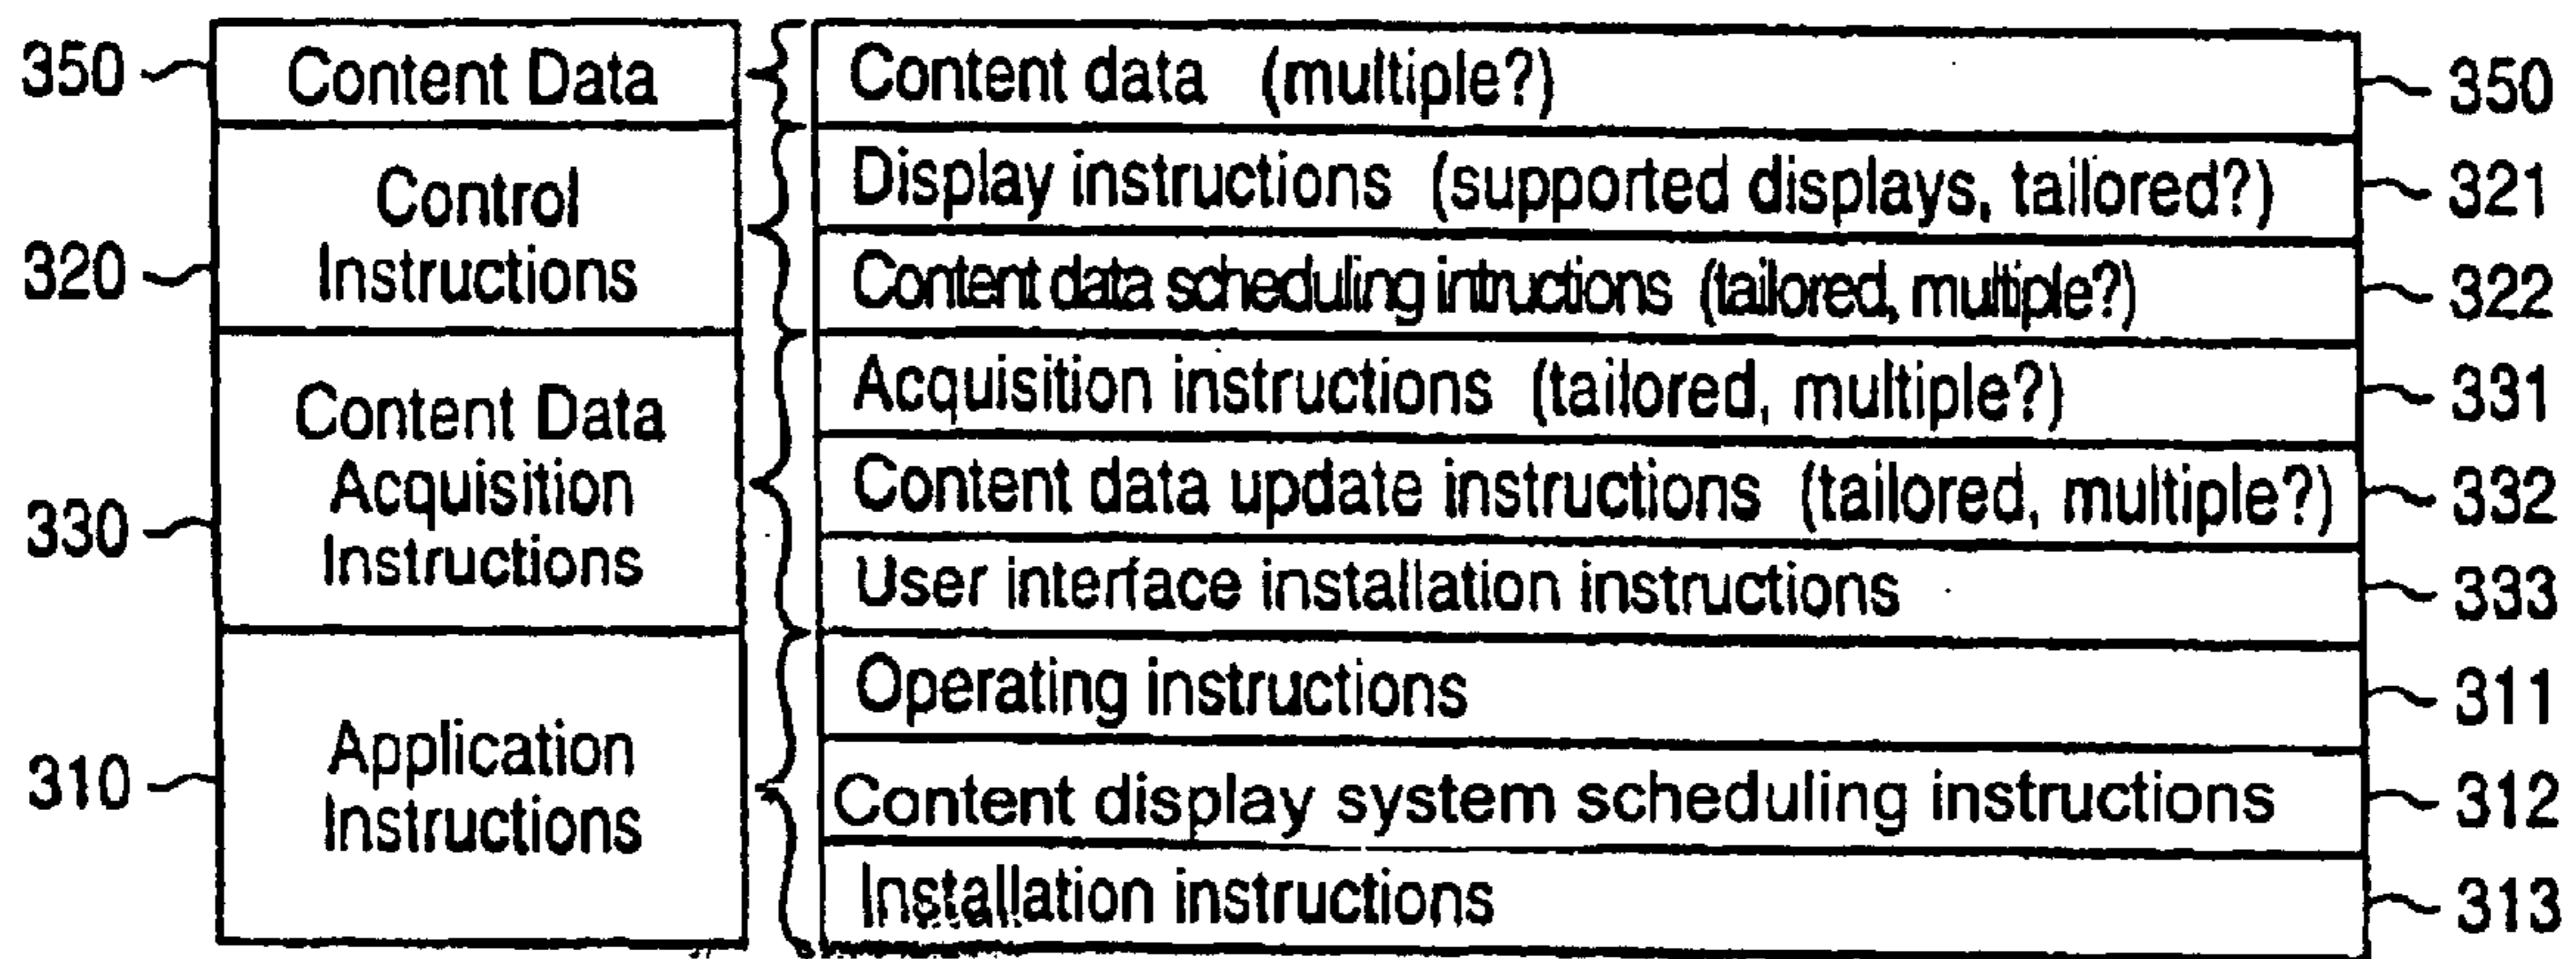 350
Content Data
320
Control
Instructions
330
Content Data
Acquisition
Instructions
310
Application
Instructions
Content data (multiple?)
350
Display instructions (supported displays, tailored?)
321
Content data scheduling intructions (tailored, multiple?)
322
Acquisition instructions (tailored, multiple?)
331
Content data update instructions (tailored, multiple?)
332
User interface installation instructions
333
Operating instructions
311
Content display system scheduling instructions
312
Installation instructions
313